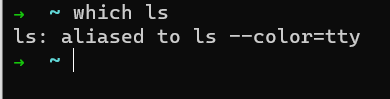 → ~ which ls
ls: aliased to ls --color=tty
→ ~